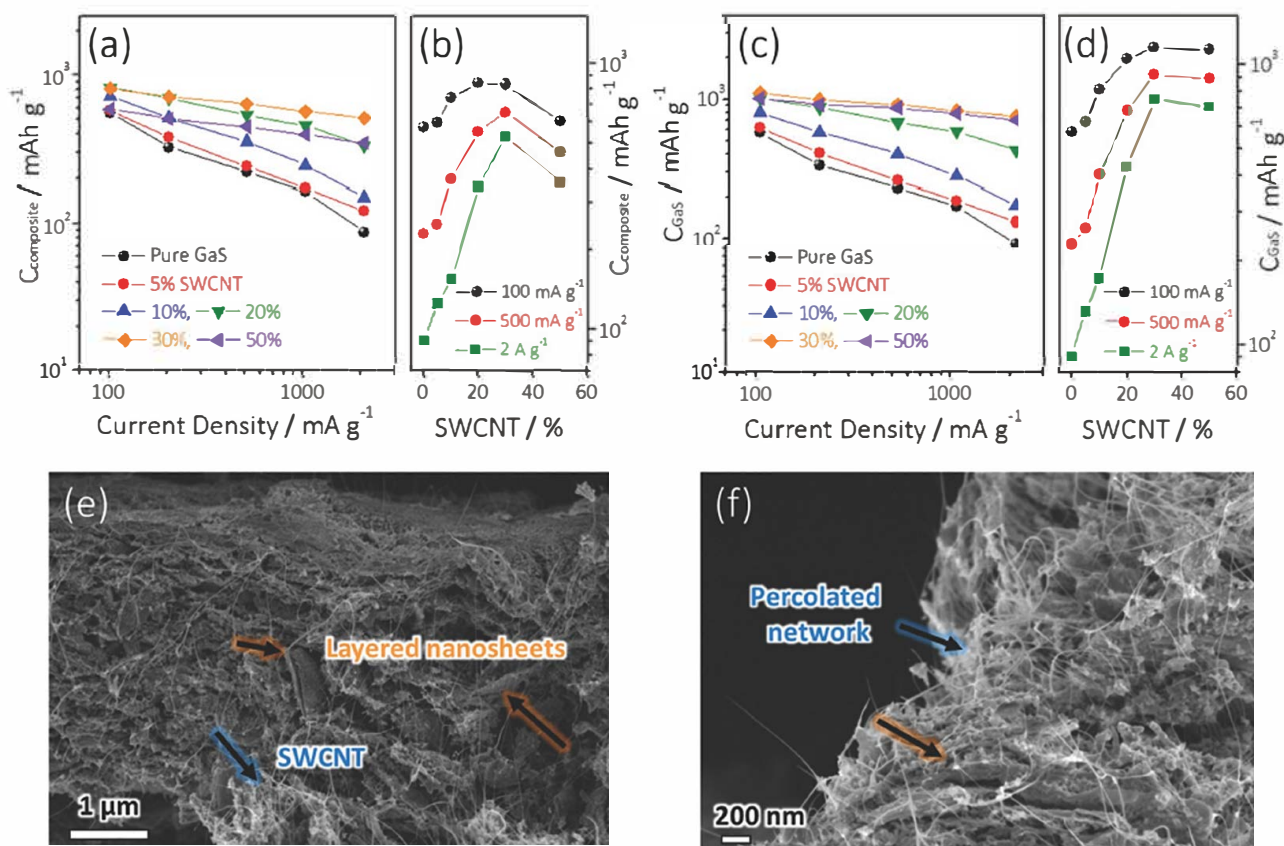 (a)
10³
10²
10¹
C_composite / mAh g⁻¹
Pure GaS
5% SWCNT
10%, 20%
30%, 50%
100 1000
Current Density / mA g⁻¹
(b)
10³
10²
C_composite / mAh g⁻¹
100 mA g⁻¹
500 mA g⁻¹
2 A g⁻¹
0 20 40 60
SWCNT / %
(c)
10³
10²
10¹
C_GaS / mAh g⁻¹
Pure GaS
5% SWCNT
10%, 20%
30%, 50%
100 1000
Current Density / mA g⁻¹
(d)
10³
10²
C_GaS / mAh g⁻¹
100 mA g⁻¹
500 mA g⁻¹
2 A g⁻¹
0 20 40 60
SWCNT / %
(e)
Layered nanosheets
SWCNT
1 µm
(f)
Percolated
network
200 nm